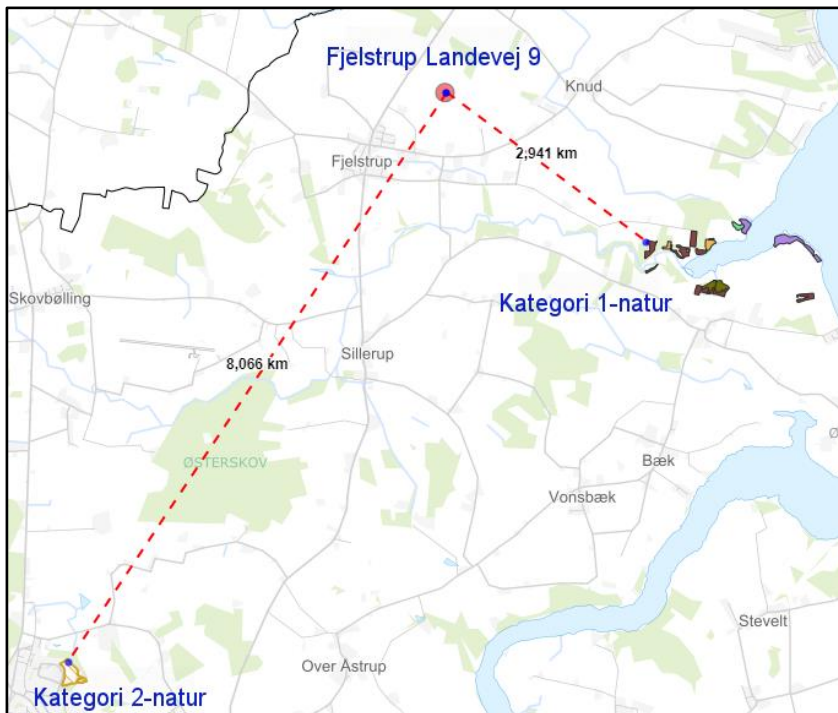 Fjelstrup Landevej 9
Knud
2,941 km
Fjelstrup
Skovbølling
Kategori 1-natur
Sillerup
8,066 km
ØSTERSKOV
Bæk
Ø
Vonsbæk
Stevelt
Over Åstrup
Kategori 2-natur